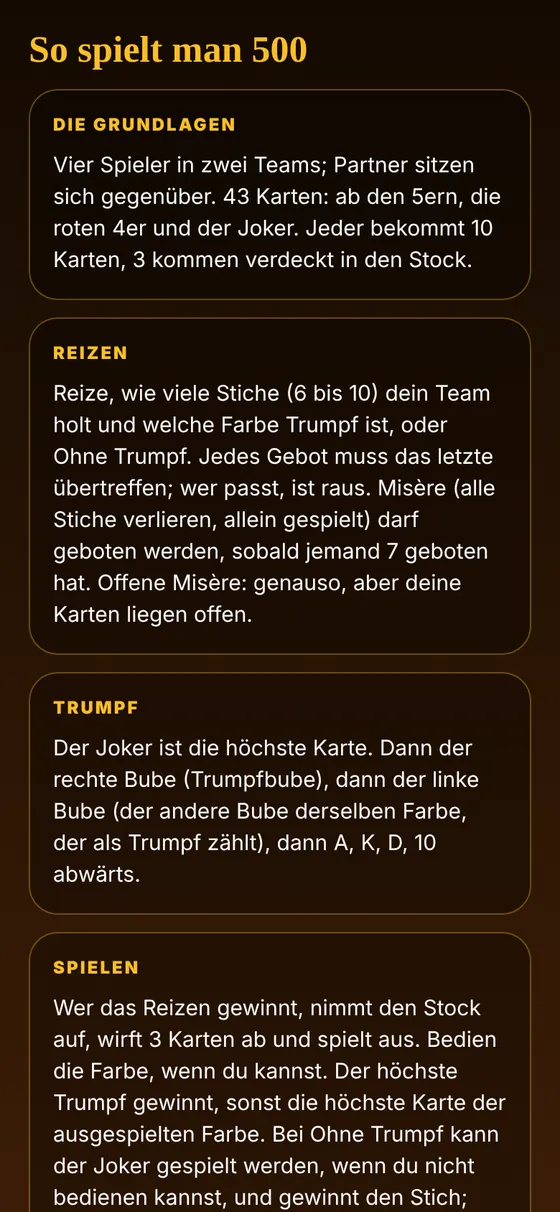 So spielt man 500
DIE GRUNDLAGEN
Vier Spieler in zwei Teams; Partner sitzen
sich gegenüber. 43 Karten: ab den 5ern, die
roten 4er und der Joker. Jeder bekommt 10
Karten, 3 kommen verdeckt in den Stock.
REIZEN
Reize, wie viele Stiche (6 bis 10) dein Team
holt und welche Farbe Trumpf ist, oder
Ohne Trumpf. Jedes Gebot muss das letzte
übertreffen; wer passt, ist raus. Misère (alle
Stiche verlieren, allein gespielt) darf
geboten werden, sobald jemand 7 geboten
hat. Offene Misère: genauso, aber deine
Karten liegen offen.
TRUMPF
Der Joker ist die höchste Karte. Dann der
rechte Bube (Trumpfbube), dann der linke
Bube (der andere Bube derselben Farbe,
der als Trumpf zählt), dann A, K, D, 10
abwärts.
SPIELEN
Wer das Reizen gewinnt, nimmt den Stock
auf, wirft 3 Karten ab und spielt aus. Bedien
die Farbe, wenn du kannst. Der höchste
Trumpf gewinnt, sonst die höchste Karte der
ausgespielten Farbe. Bei Ohne Trumpf kann
der Joker gespielt werden, wenn du nicht
bedienen kannst, und gewinnt den Stich;